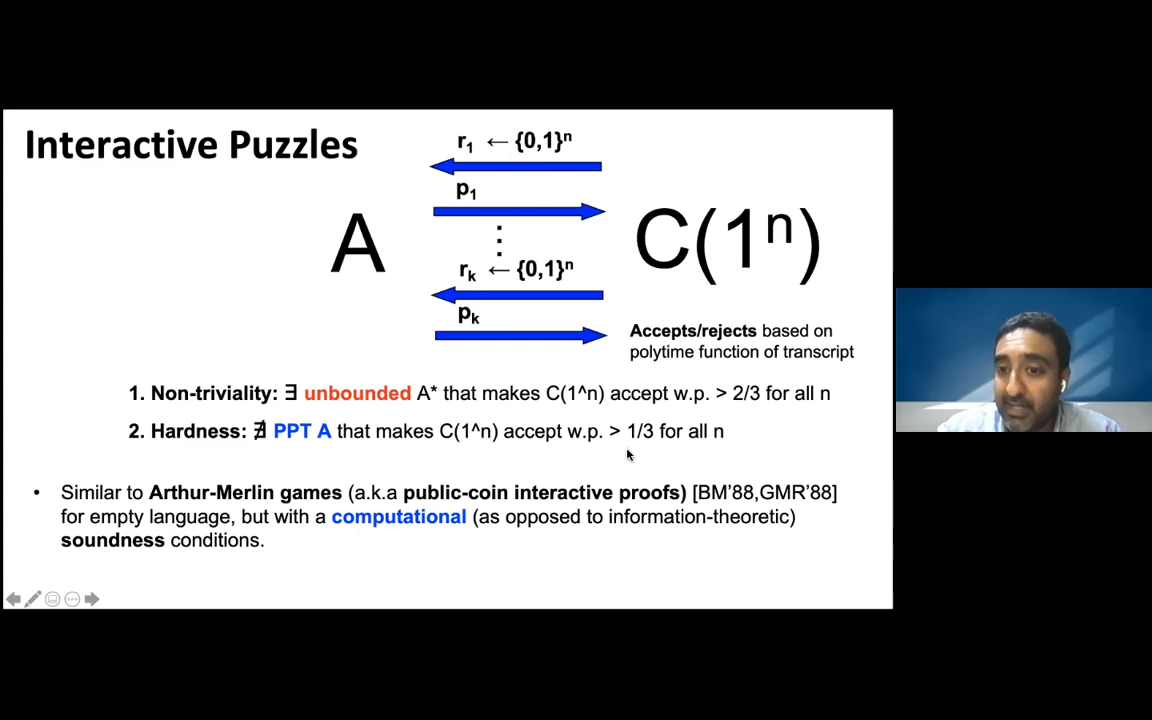 Interactive Puzzles
r₁ ← {0,1}ⁿ
p₁
A
C(1ⁿ)
⋮
rₖ ← {0,1}ⁿ
pₖ
Accepts/rejects based on
polytime function of transcript
1. Non-triviality: ∃ unbounded A* that makes C(1^n) accept w.p. > 2/3 for all n
2. Hardness: ∄ PPT A that makes C(1^n) accept w.p. > 1/3 for all n
• Similar to Arthur-Merlin games (a.k.a public-coin interactive proofs) [BM'88,GMR'88]
for empty language, but with a computational (as opposed to information-theoretic)
soundness conditions.